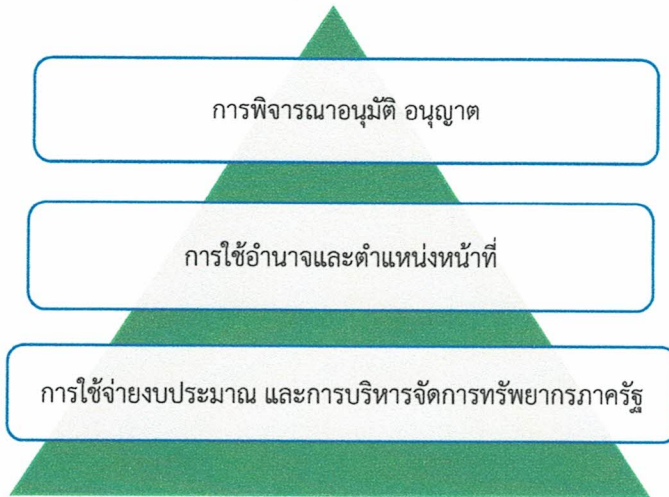 การพิจารณาอนุมัติ อนุญาต
การใช้อำนาจและตำแหน่งหน้าที่
การใช้จ่ายงบประมาณ และการบริหารจัดการทรัพยากรภาครัฐ